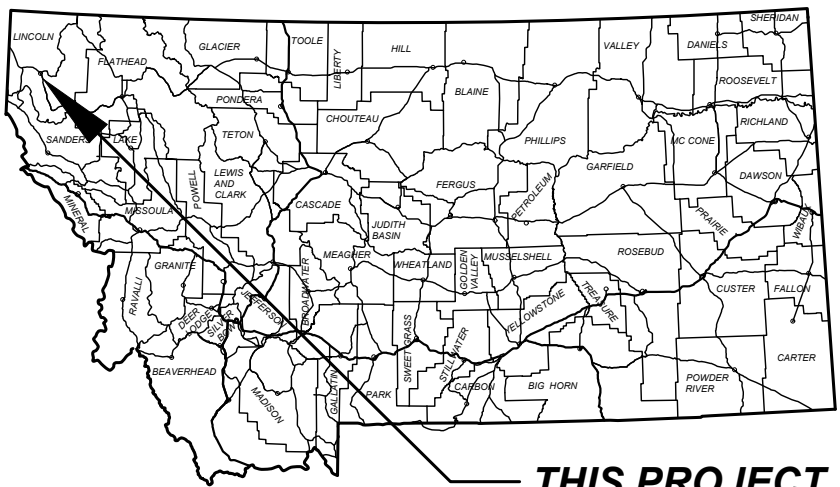 SHERIDAN
LINCOLN
GLACIER
TOOLE
LIBERTY
HILL
VALLEY
DANIELS
FLATHEAD
ROOSEVELT
BLAINE
PONDERA
CHOUTEAU
RICHLAND
TETON
PHILLIPS
MC CONE
SANDERS
LAKE
GARFIELD
LEWIS
AND
CLARK
POWELL
FERGUS
PETROLEUM
DAWSON
MINERAL
MISSOULA
CASCADE
JUDITH
BASIN
PRAIRIE
WIBAUX
MEAGHER
WHEATLAND
GOLDEN
VALLEY
MUSSELSHELL
ROSEBUD
GRANITE
RAVALLI
BROADWATER
JEFFERSON
TREASURE
CUSTER
FALLON
DEER
LODGE
SILVER
BOW
YELLOWSTONE
SWEET GRASS
STILLWATER
BEAVERHEAD
CARTER
MADISON
GALLATIN
PARK
CARBON
BIG HORN
POWDER
RIVER
THIS PROJECT